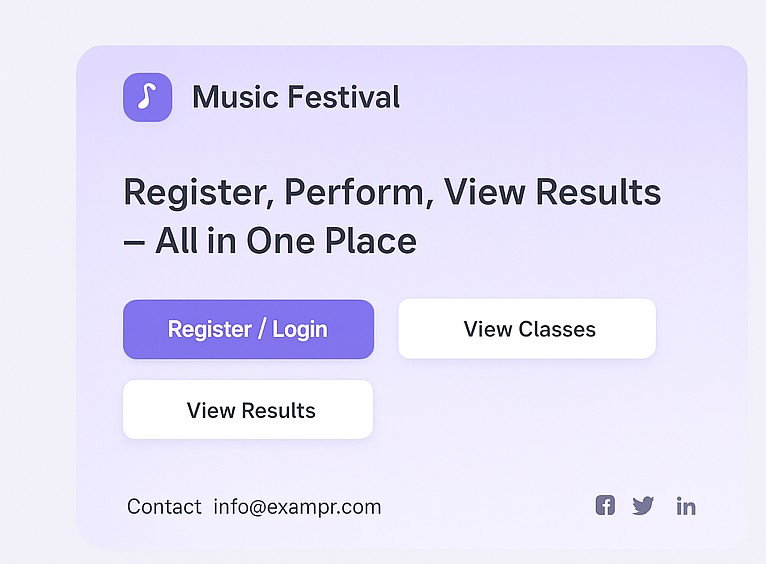 Music Festival
Register, Perform, View Results
– All in One Place
Register / Login
View Classes
View Results
Contact info@exampr.com